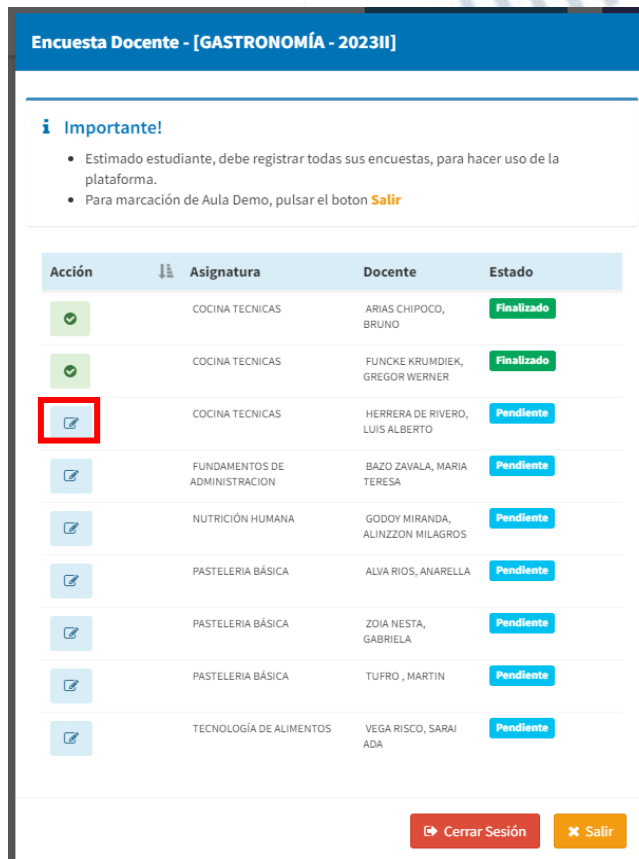 Encuesta Docente - [GASTRONOMÍA - 2023II]
Importante!
Estimado estudiante, debe registrar todas sus encuestas, para hacer uso de la
plataforma.
Para marcación de Aula Demo, pulsar el boton Salir
Acción Asignatura Docente Estado
COCINA TECNICAS ARIAS CHIPOCO, Finalizado
BRUNO
COCINA TECNICAS FUNCKE KRUMDIEK, Finalizado
GREGOR WERNER
COCINA TECNICAS HERRERA DE RIVERO, Pendiente
LUIS ALBERTO
FUNDAMENTOS DE BAZO ZAVALA, MARIA Pendiente
ADMINISTRACION TERESA
NUTRICIÓN HUMANA GODOY MIRANDA, Pendiente
ALINZZON MILAGROS
PASTELERIA BÁSICA ALVA RIOS, ANARELLA Pendiente
PASTELERIA BÁSICA ZOIA NESTA, Pendiente
GABRIELA
PASTELERIA BÁSICA TUFRO , MARTIN Pendiente
TECNOLOGÍA DE ALIMENTOS VEGA RISCO, SARAI Pendiente
ADA
Cerrar Sesión Salir